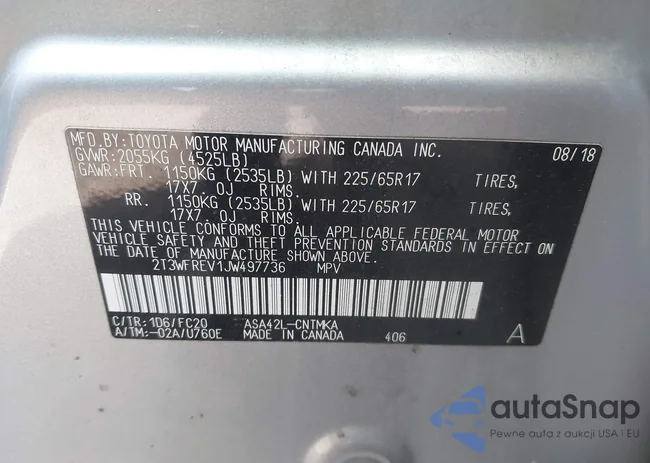 MFD.BY:TOYOTA MOTOR MANUFACTURING CANADA INC. 08/18
GVWR:2055KG (4525LB)
GAWR:FRT. 1150KG (2535LB) WITH 225/65R17 TIRES,
17X7.0J RIMS.
RR. 1150KG (2535LB) WITH 225/65R17 TIRES,
17X7.0J RIMS.
THIS VEHICLE CONFORMS TO ALL APPLICABLE FEDERAL MOTOR
VEHICLE SAFETY AND THEFT PREVENTION STANDARDS IN EFFECT ON
THE DATE OF MANUFACTURE SHOWN ABOVE.
2T3WFREV1JW497736 MPV
C/TR:1D6/FC20 ASA42L-CNTMKA
A/TM:-02A/U760E MADE IN CANADA 406 A
autaSnap
Pewne auta z aukcji USA i EU